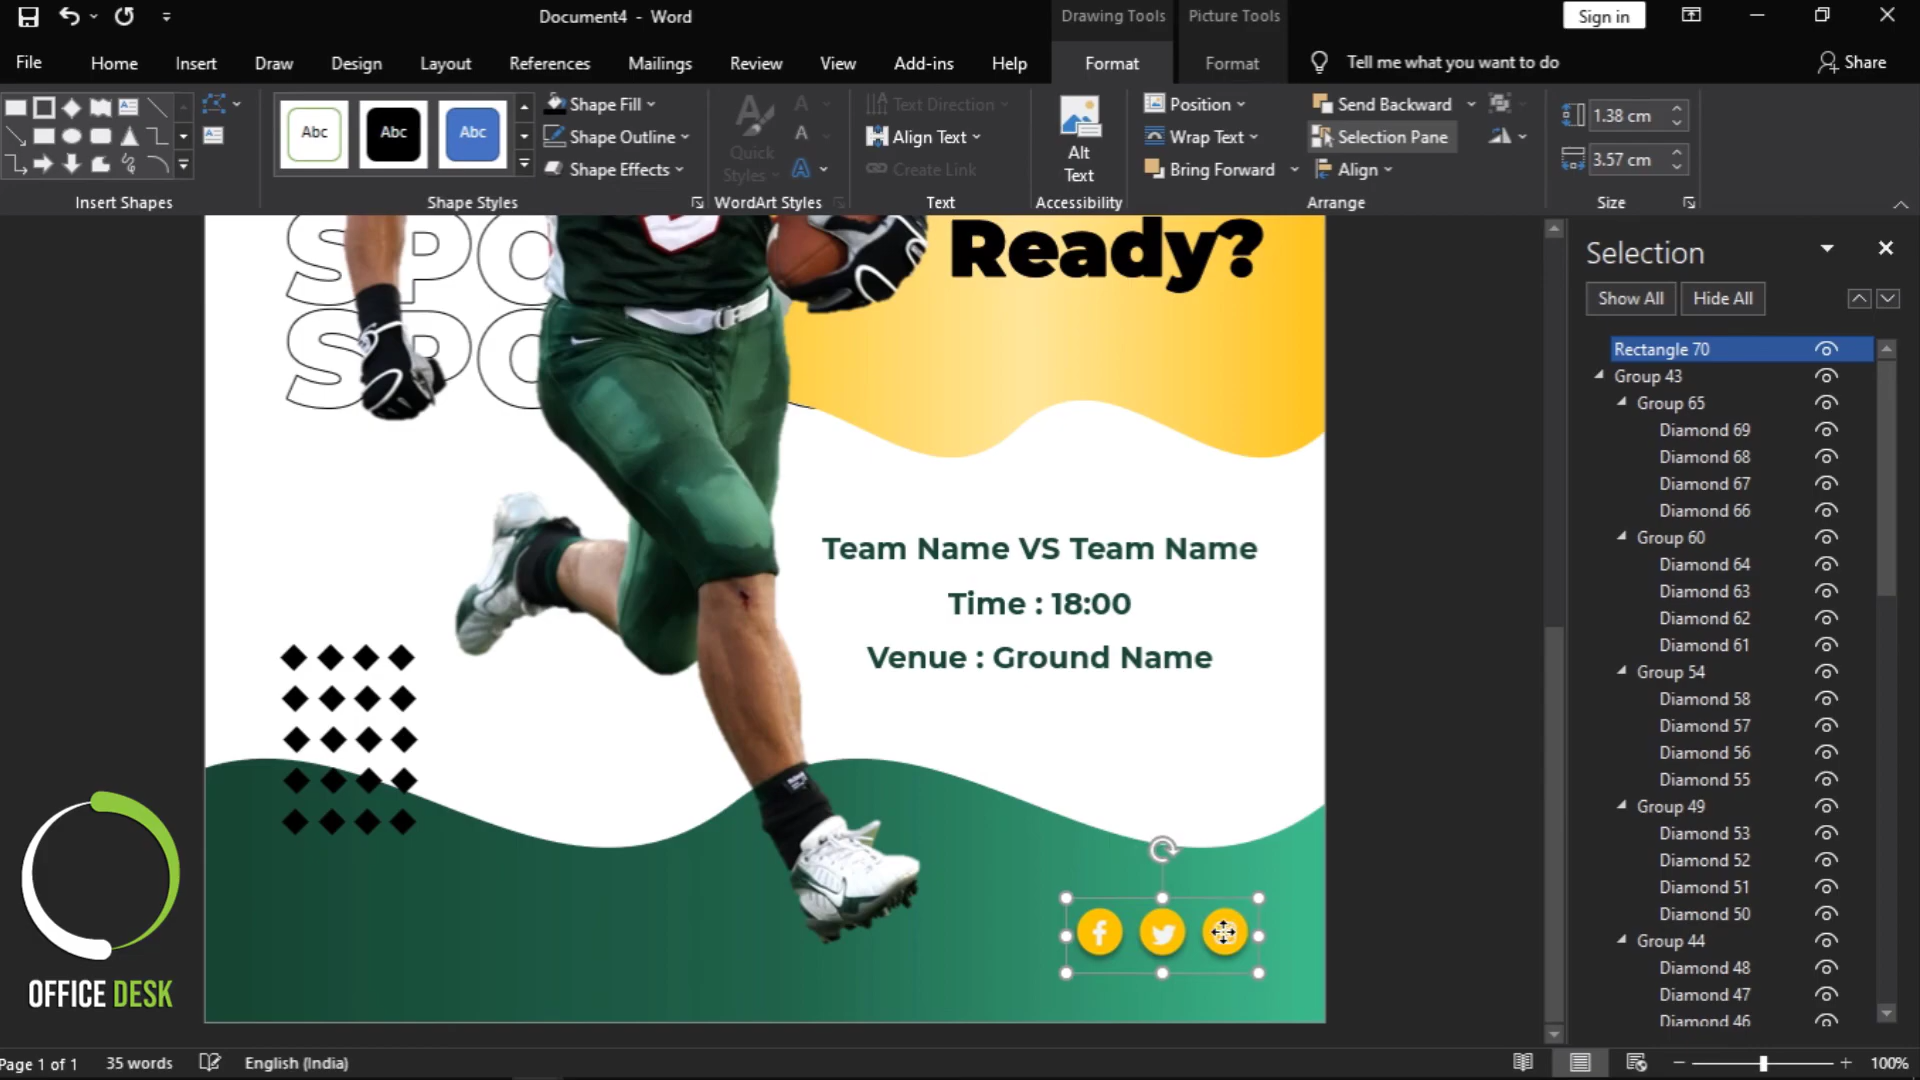 Document4 - Word
Drawing Tools
Picture Tools
Sign in
File
Home
Insert
Draw
Design
Layout
References
Mailings
Review
View
Add-ins
Help
Format
Format
Tell me what you want to do
Share
Abc
Abc
Abc
Shape Fill
Shape Outline
Shape Effects
Quick
Styles
Text Direction
Align Text
Create Link
Alt
Text
Position
Wrap Text
Bring Forward
Send Backward
Selection Pane
Align
1.38 cm
3.57 cm
Insert Shapes
Shape Styles
WordArt Styles
Text
Accessibility
Arrange
Size
SPO
SPO
Ready?
Team Name VS Team Name
Time : 18:00
Venue : Ground Name
OFFICE DESK
Selection
Show All
Hide All
Rectangle 70
Group 43
Group 65
Diamond 69
Diamond 68
Diamond 67
Diamond 66
Group 60
Diamond 64
Diamond 63
Diamond 62
Diamond 61
Group 54
Diamond 58
Diamond 57
Diamond 56
Diamond 55
Group 49
Diamond 53
Diamond 52
Diamond 51
Diamond 50
Group 44
Diamond 48
Diamond 47
Diamond 46
Page 1 of 1
35 words
English (India)
100%